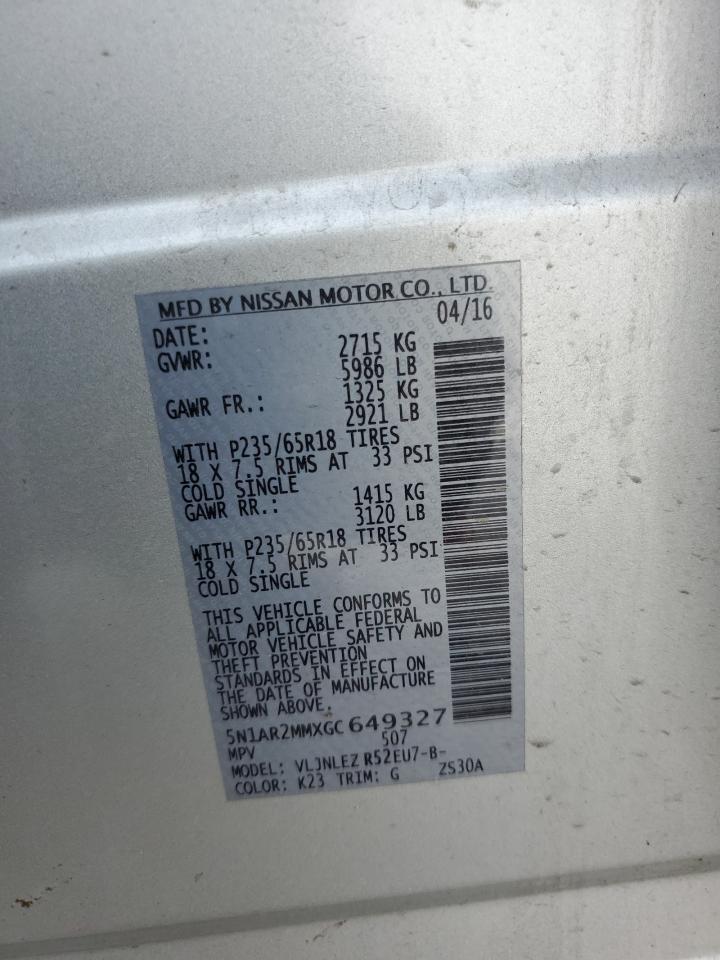 MFD BY NISSAN MOTOR CO., LTD.
DATE: 04/16
GVWR: 2715 KG
5986 LB
GAWR FR.: 1325 KG
2921 LB
WITH P235/65R18 TIRES
18 X 7.5 RIMS AT 33 PSI
COLD SINGLE
GAWR RR.: 1415 KG
3120 LB
WITH P235/65R18 TIRES
18 X 7.5 RIMS AT 33 PSI
COLD SINGLE
THIS VEHICLE CONFORMS TO
ALL APPLICABLE FEDERAL
MOTOR VEHICLE SAFETY AND
THEFT PREVENTION
STANDARDS IN EFFECT ON
THE DATE OF MANUFACTURE
SHOWN ABOVE.
5N1AR2MMXGC649327
MPV 507
MODEL: VLJNLEZ R52EU7-B-
COLOR: K23 TRIM: G ZS30A